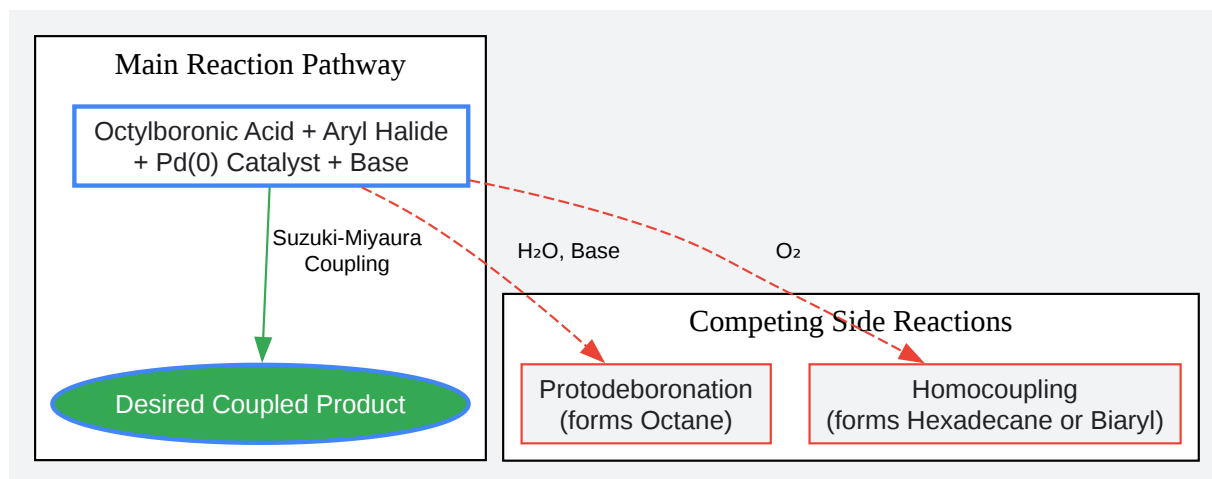 Main Reaction Pathway
Octylboronic Acid + Aryl Halide
+ Pd(0) Catalyst + Base
Suzuki-Miyaura
Coupling
H₂O, Base
O₂
Desired Coupled Product
Competing Side Reactions
Protodeboronation
(forms Octane)
Homocoupling
(forms Hexadecane or Biaryl)